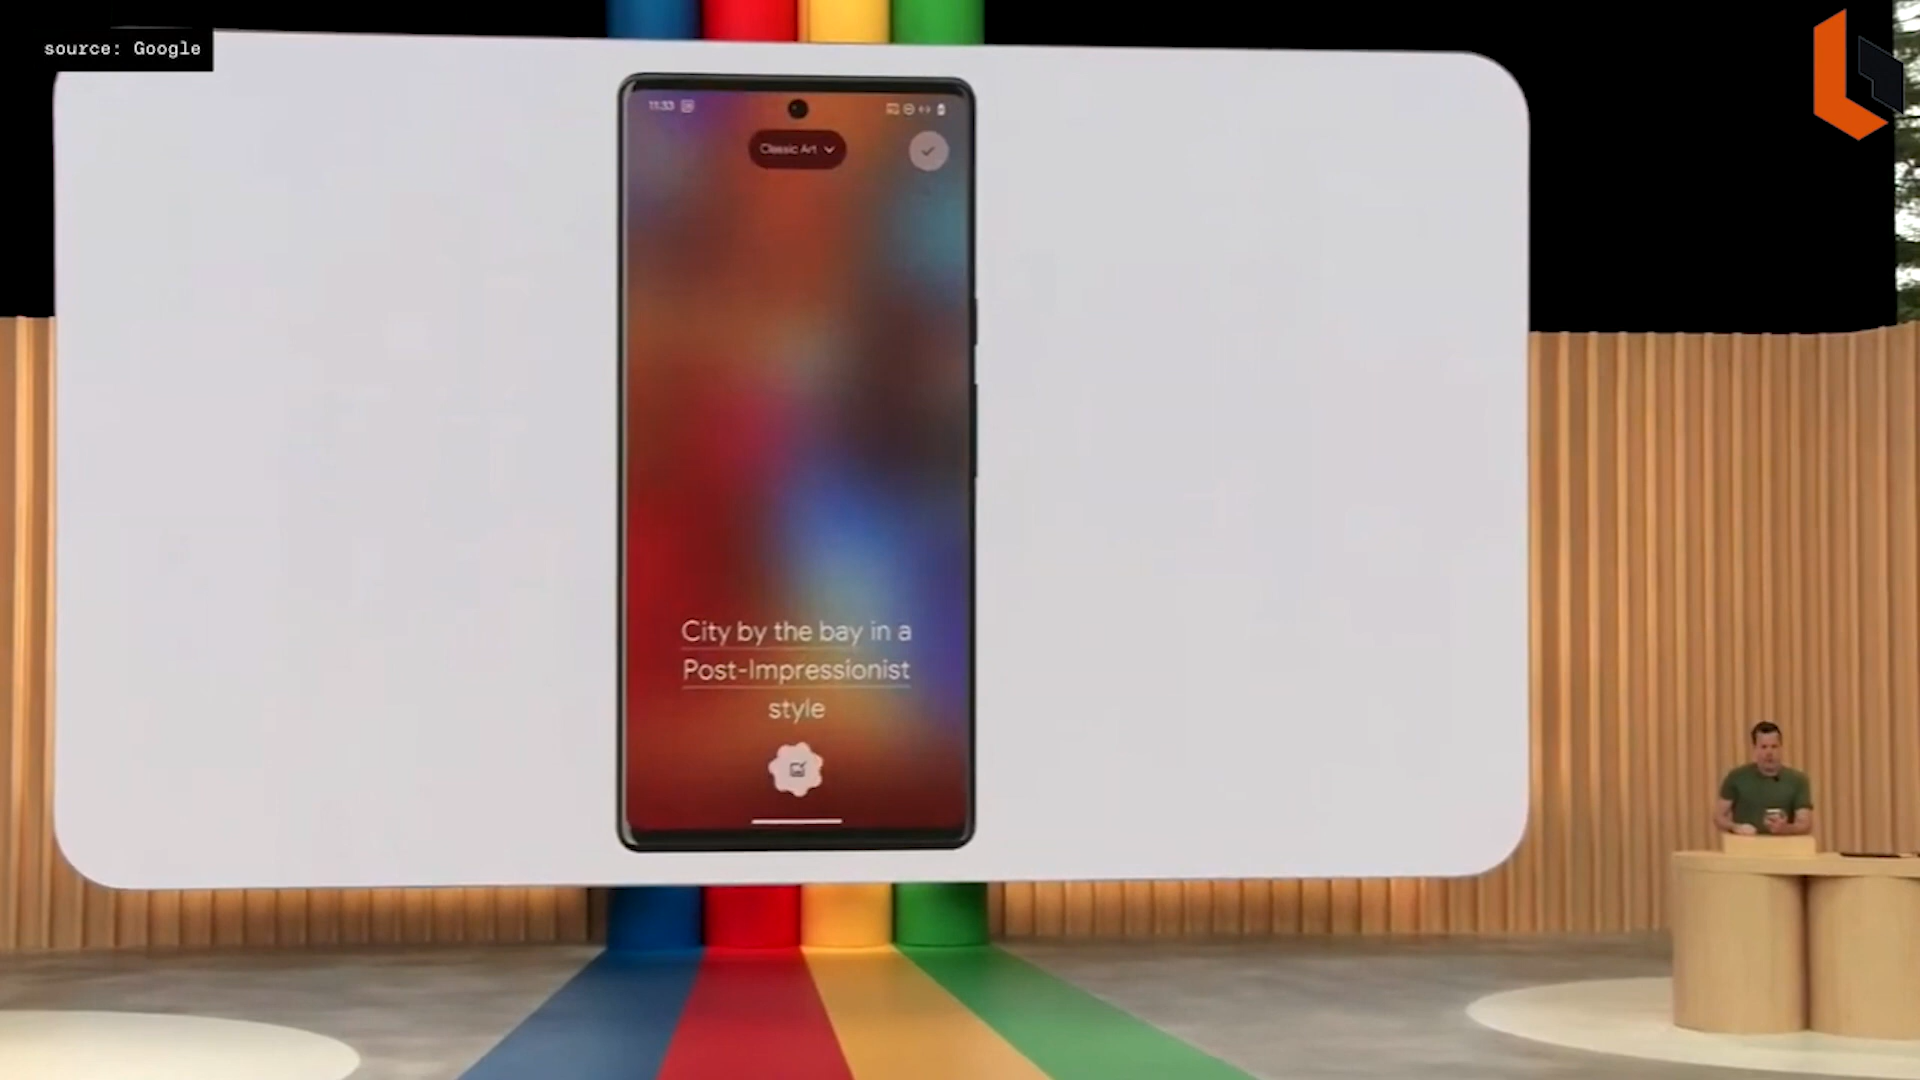 source: Google
11:33
Classic Art
City by the bay in a
Post-Impressionist
style